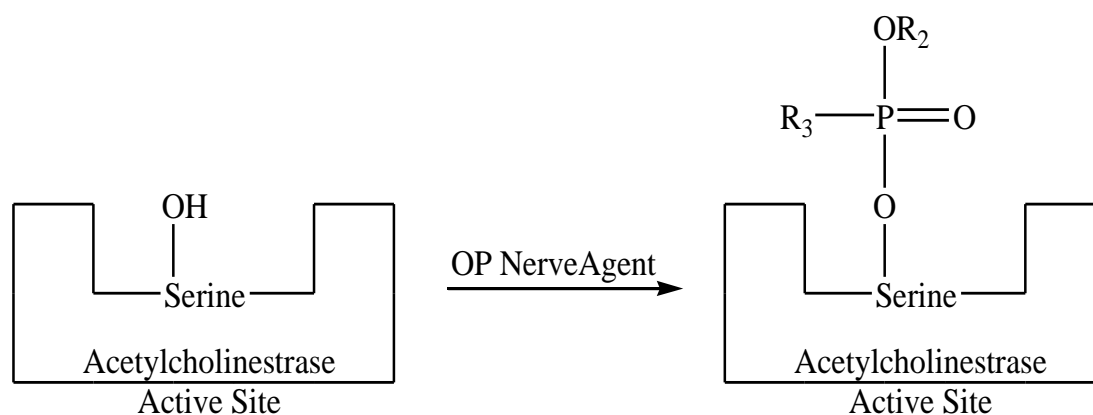 OH
Serine
Acetylcholinestrase
Active Site
OP NerveAgent
OR2
R3 P O
O
Serine
Acetylcholinestrase
Active Site